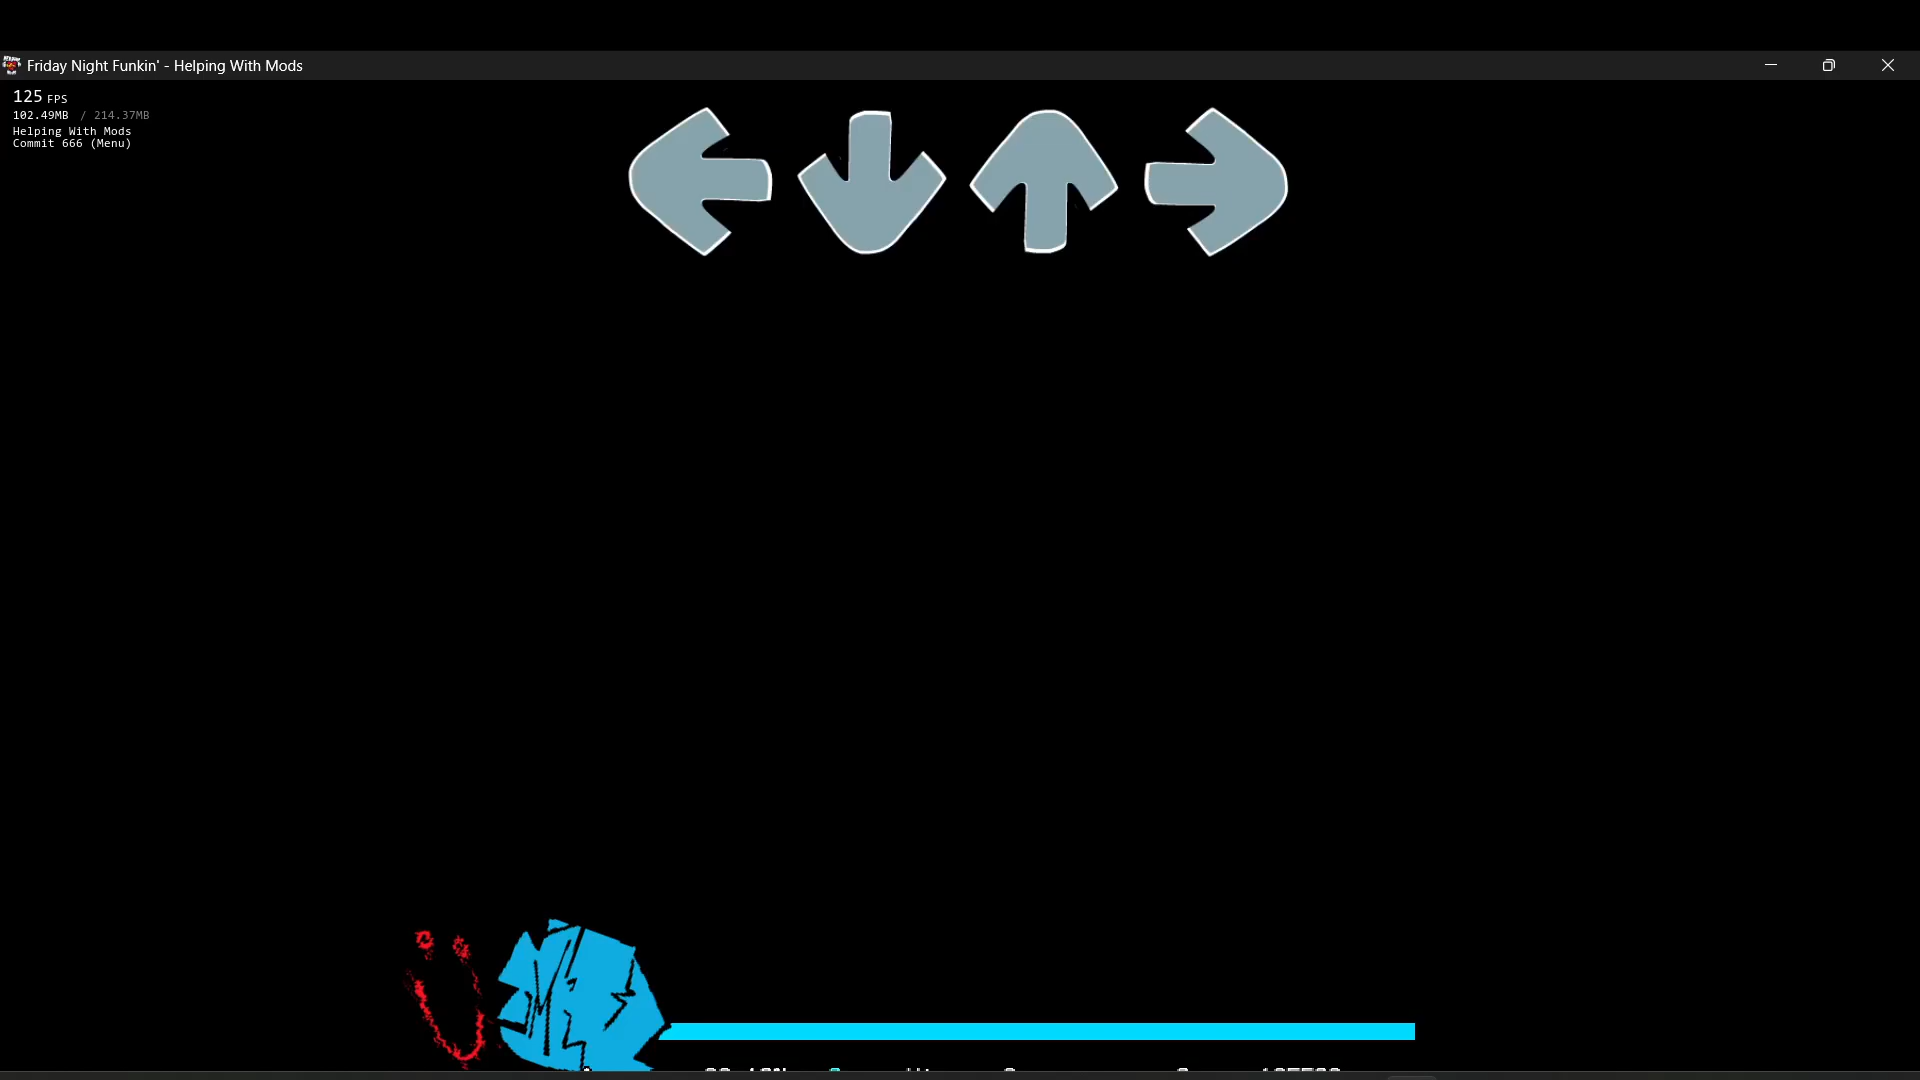 Friday Night Funkin' - Helping With Mods
125 FPS
102.49MB / 214.37MB
Helping With Mods
Commit 666 (Menu)